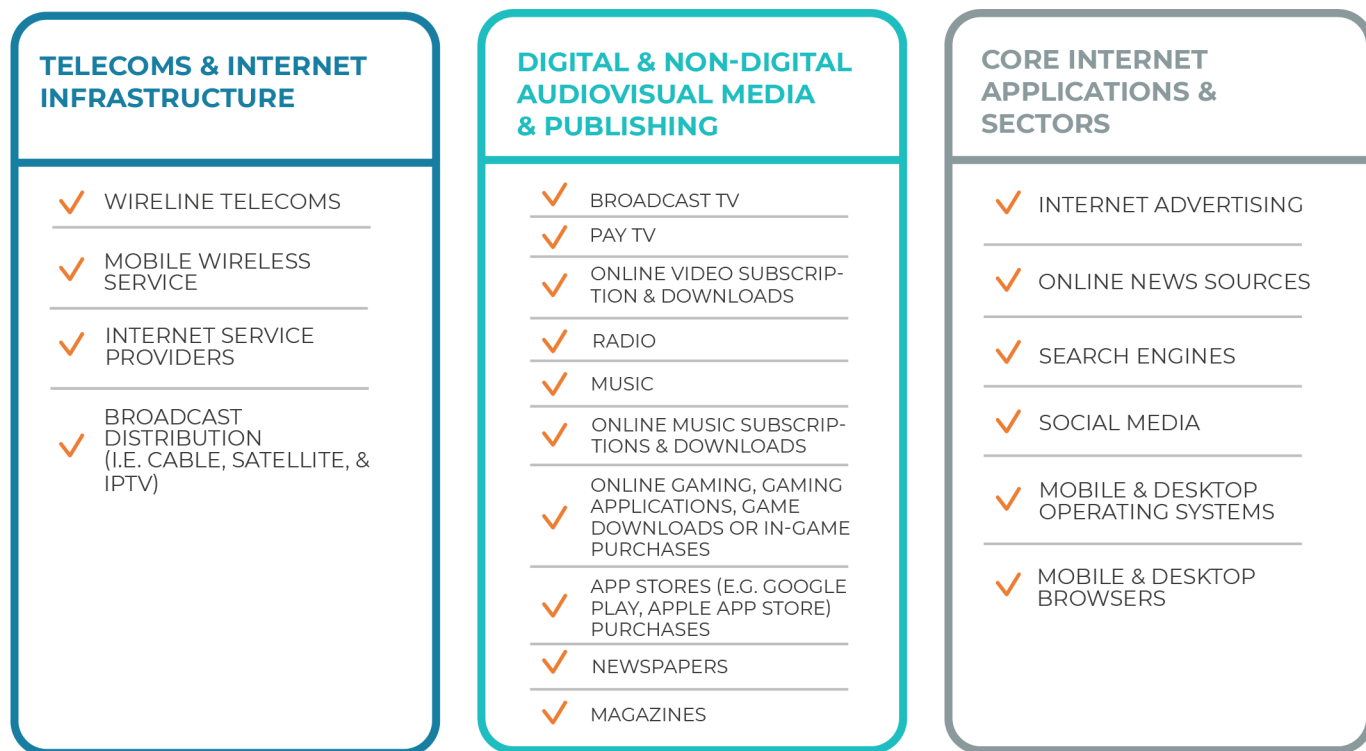 TELECOMS & INTERNET
INFRASTRUCTURE
WIRELINE TELECOMS
MOBILE WIRELESS
SERVICE
INTERNET SERVICE
PROVIDERS
BROADCAST
DISTRIBUTION
(I.E. CABLE, SATELLITE, &
IPTV)
DIGITAL & NON-DIGITAL
AUDIOVISUAL MEDIA
& PUBLISHING
BROADCAST TV
PAY TV
ONLINE VIDEO SUBSCRIP-
TION & DOWNLOADS
RADIO
MUSIC
ONLINE MUSIC SUBSCRIP-
TIONS & DOWNLOADS
ONLINE GAMING, GAMING
APPLICATIONS, GAME
DOWNLOADS OR IN-GAME
PURCHASES
APP STORES (E.G. GOOGLE
PLAY, APPLE APP STORE)
PURCHASES
NEWSPAPERS
MAGAZINES
CORE INTERNET
APPLICATIONS &
SECTORS
INTERNET ADVERTISING
ONLINE NEWS SOURCES
SEARCH ENGINES
SOCIAL MEDIA
MOBILE & DESKTOP
OPERATING SYSTEMS
MOBILE & DESKTOP
BROWSERS